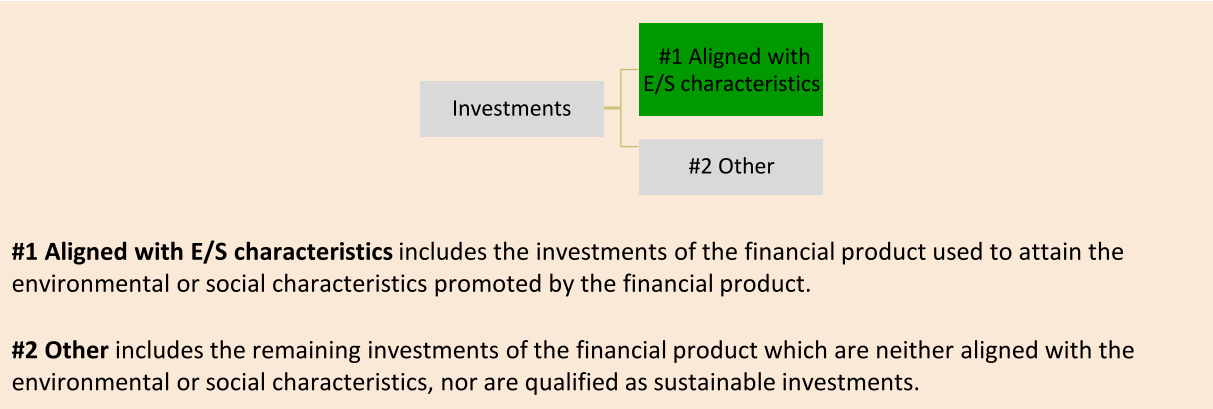 #1 Aligned with
E/S characteristics
Investments
#2 Other
#1 Aligned with E/S characteristics includes the investments of the financial product used to attain the
environmental or social characteristics promoted by the financial product.
#2 Other includes the remaining investments of the financial product which are neither aligned with the
environmental or social characteristics, nor are qualified as sustainable investments.